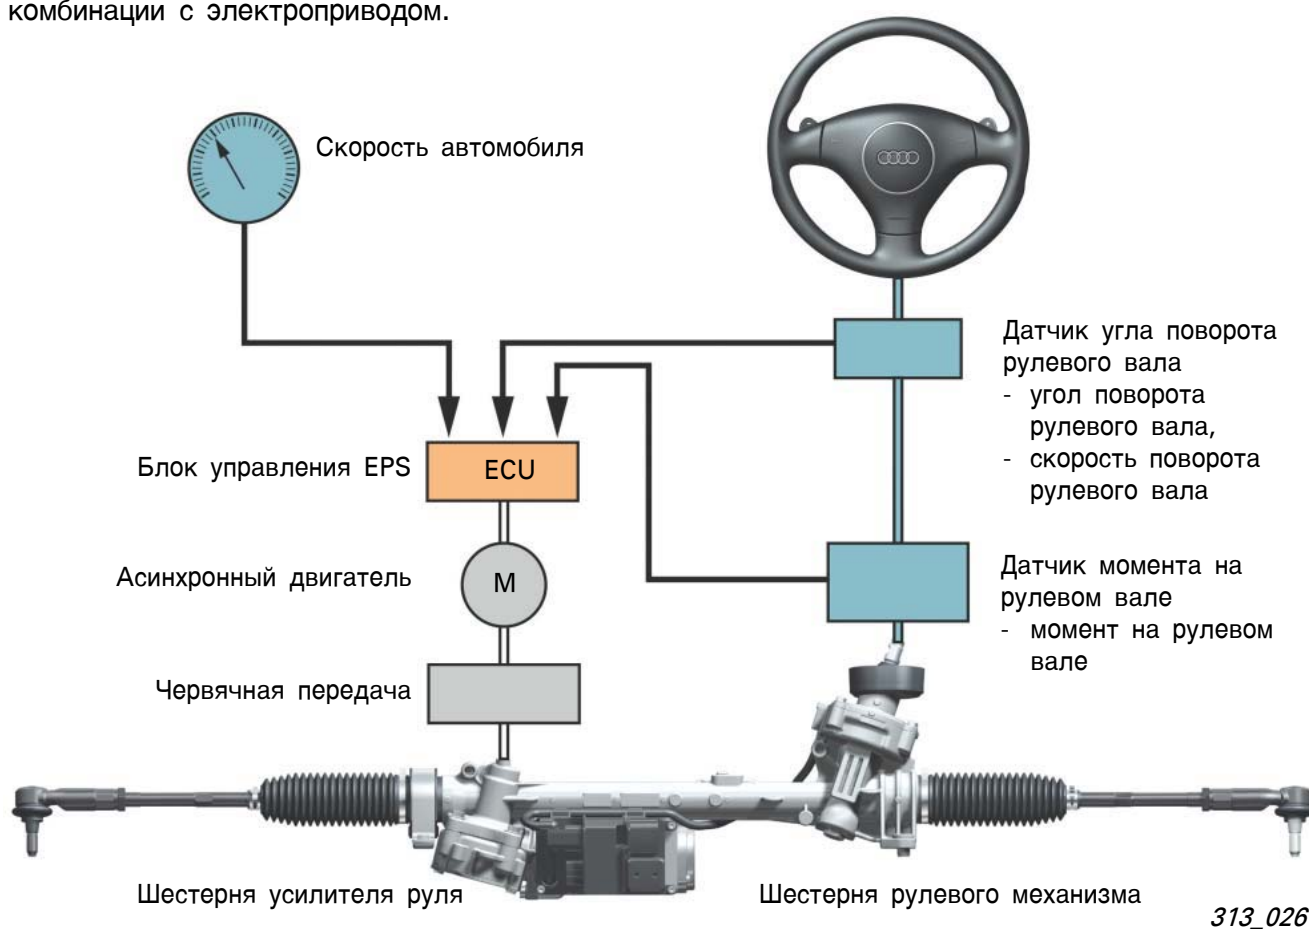 комбинации с электроприводом.
Скорость автомобиля
Датчик угла поворота
рулевого вала
- угол поворота
рулевого вала,
- скорость поворота
рулевого вала
Блок управления EPS
ECU
Асинхронный двигатель
M
Датчик момента на
рулевом вале
- момент на рулевом
вале
Червячная передача
Шестерня усилителя руля
Шестерня рулевого механизма
313_026